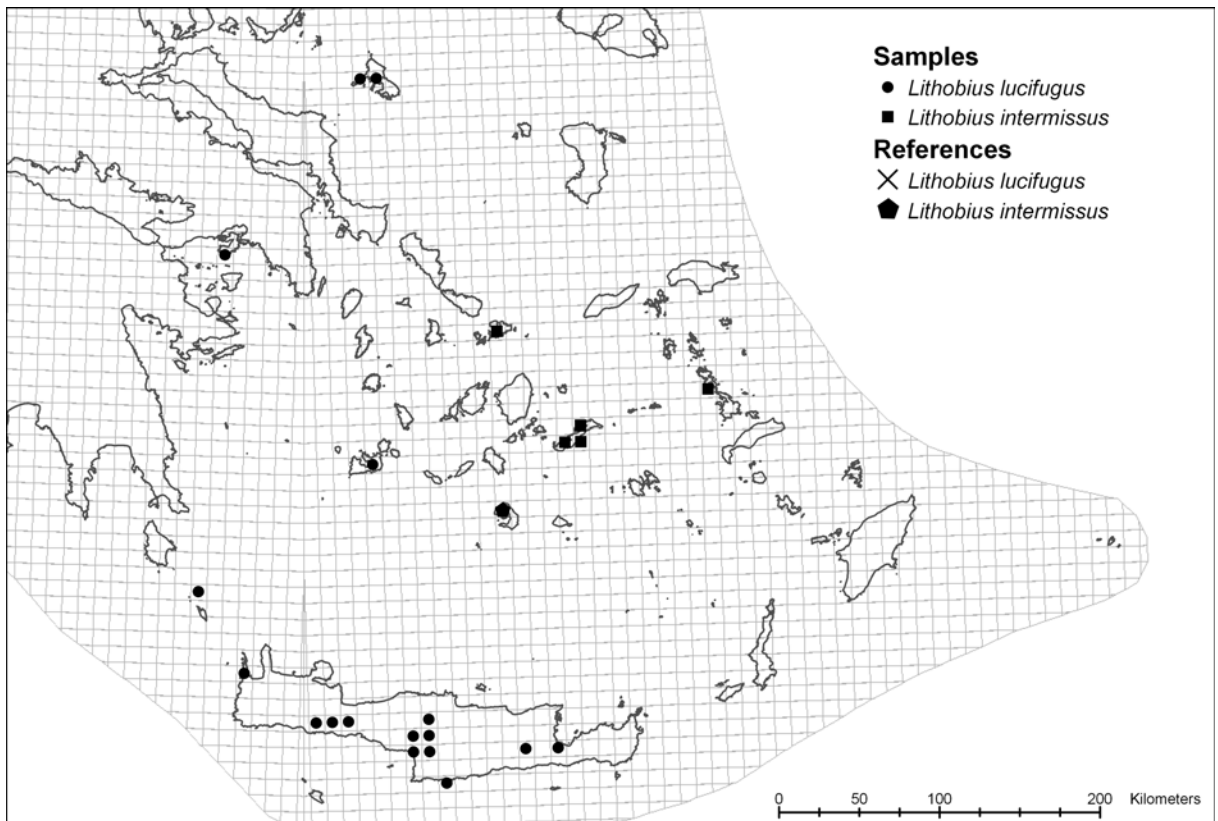 Samples
Lithobius lucifugus
Lithobius intermissus
References
Lithobius lucifugus
Lithobius intermissus
0 50 100 200 Kilometers